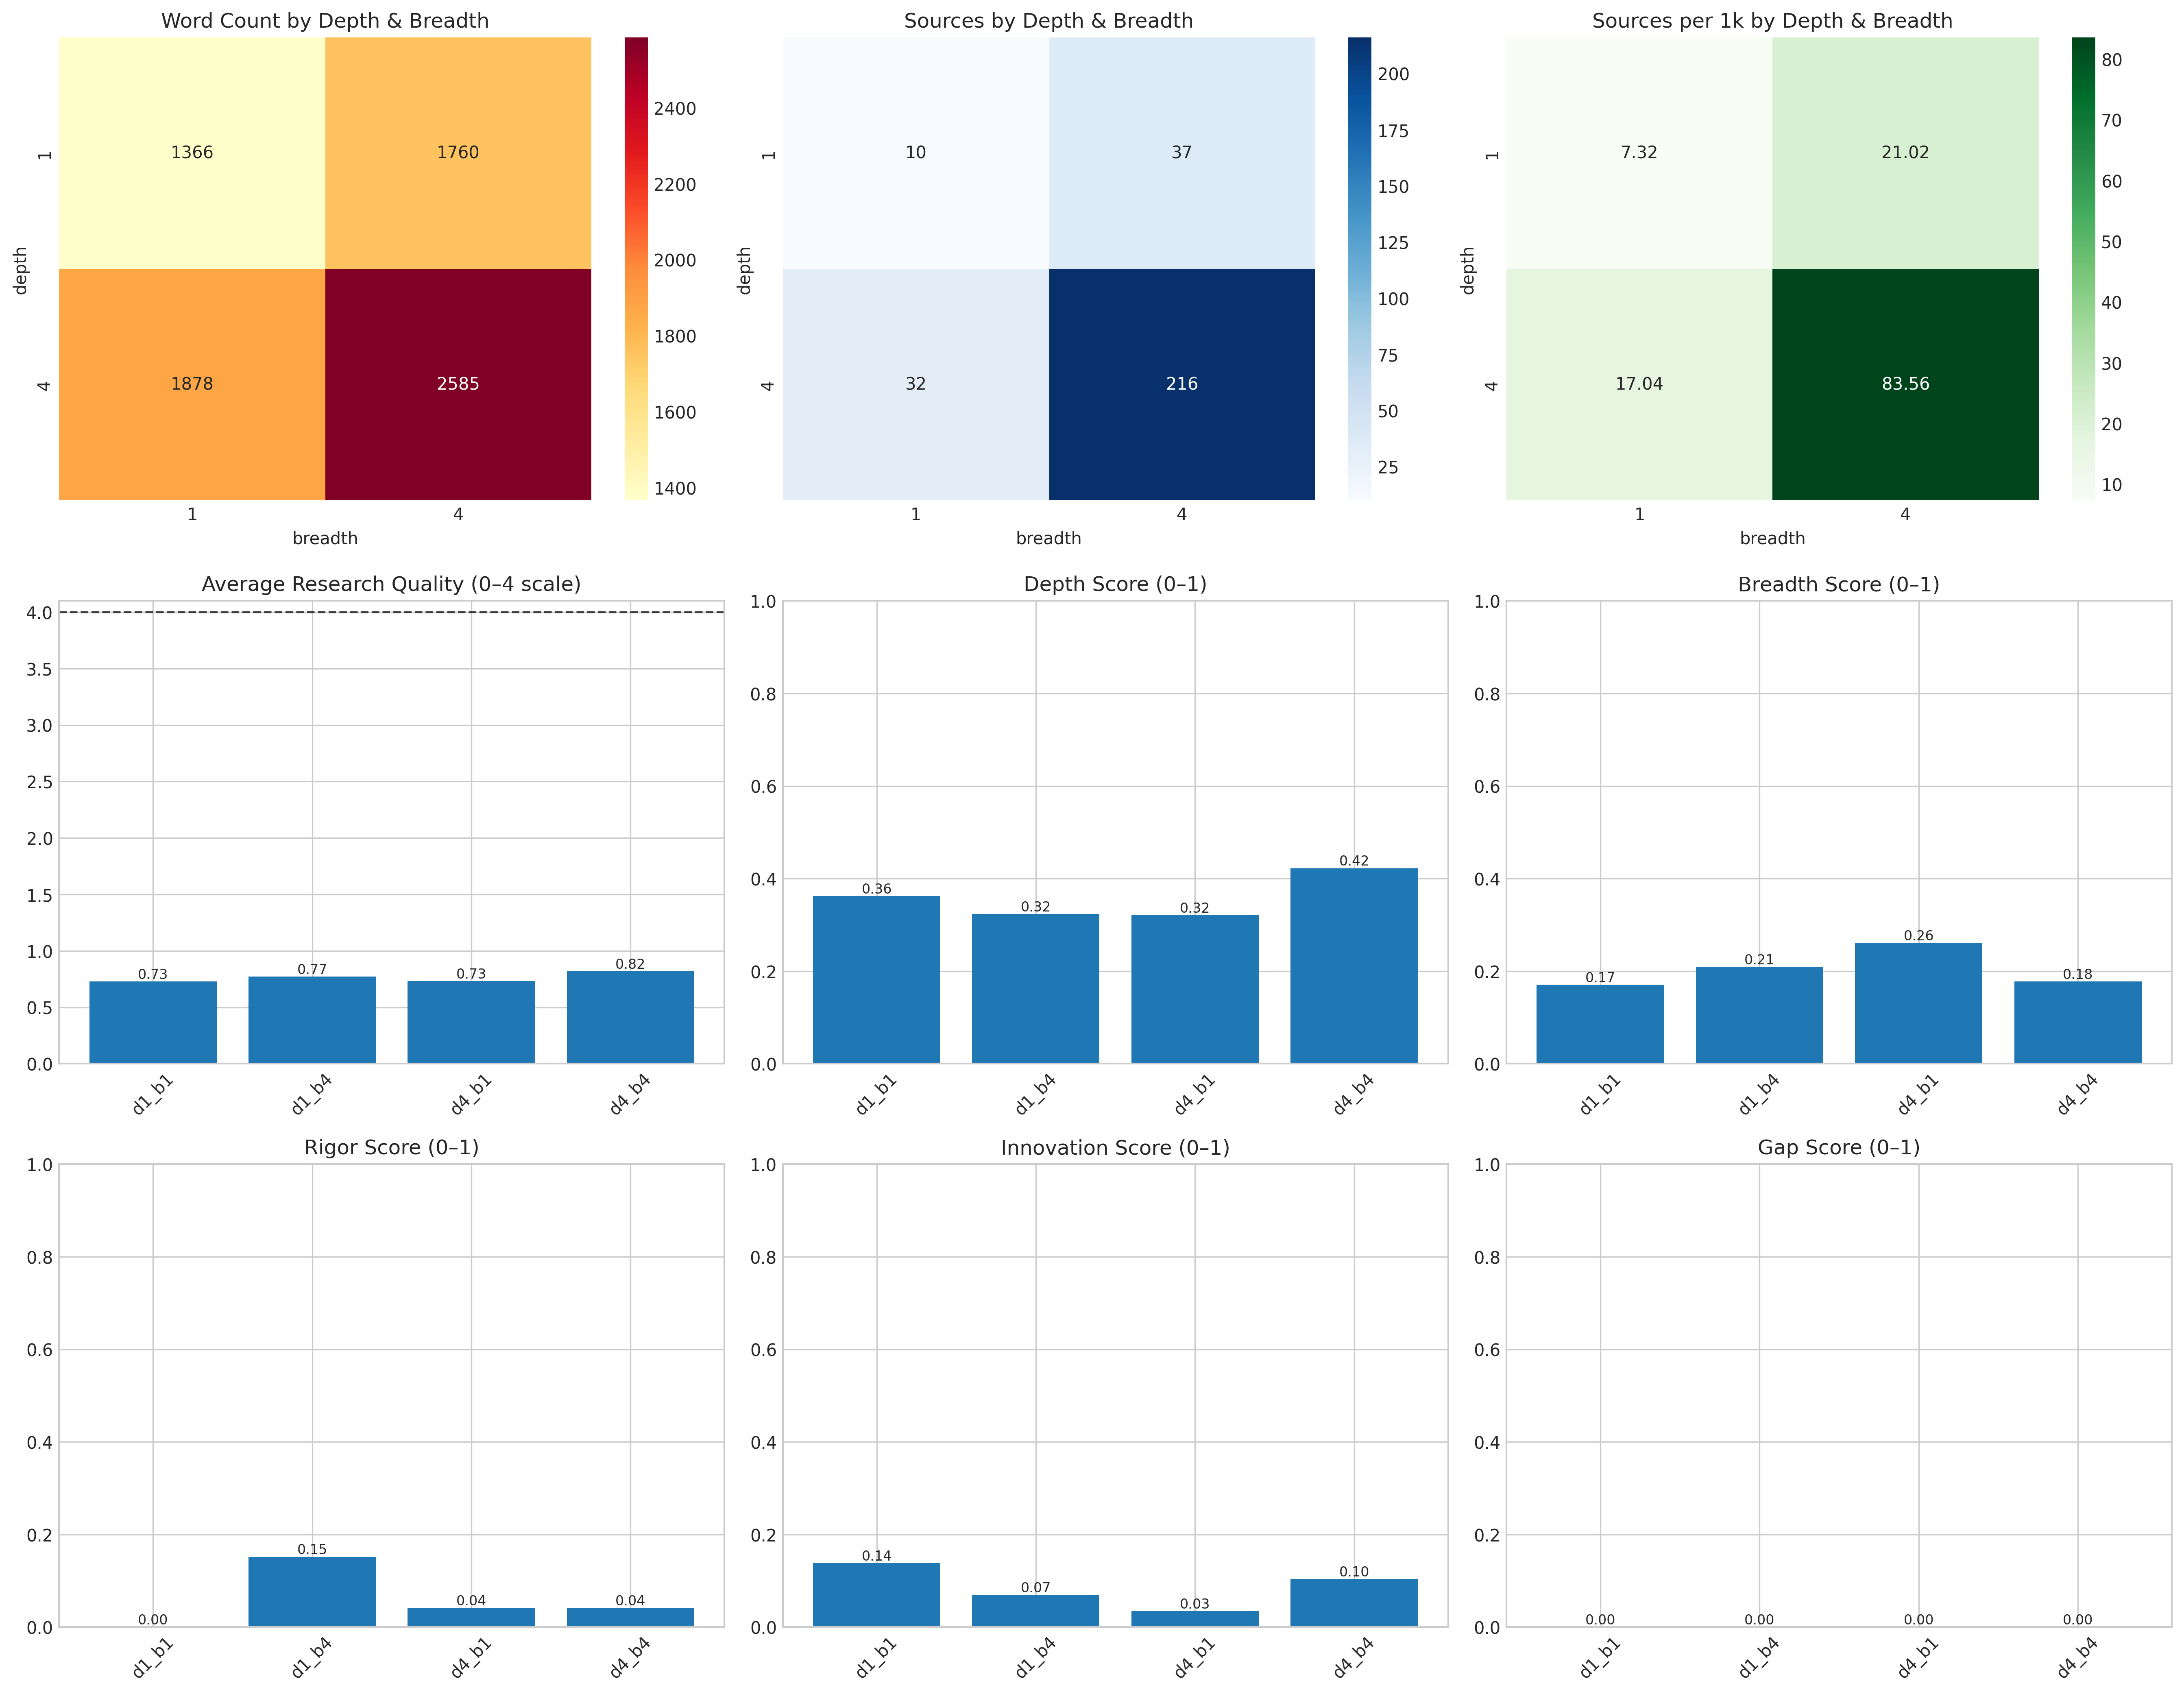 Word Count by Depth & Breadth
1366 1760
1878 2585
1
4
depth
1 4
breadth
2400
2200
2000
1800
1600
1400
Sources by Depth & Breadth
10 37
32 216
1
4
depth
1 4
breadth
200
175
150
125
100
75
50
25
Sources per 1k by Depth & Breadth
7.32 21.02
17.04 83.56
1
4
depth
1 4
breadth
80
70
60
50
40
30
20
10
Average Research Quality (0–4 scale)
4.0
3.5
3.0
2.5
2.0
1.5
1.0
0.5
0.0
0.73 0.77 0.73 0.82
d1_b1 d1_b4 d4_b1 d4_b4
Depth Score (0–1)
1.0
0.8
0.6
0.4
0.2
0.0
0.36 0.32 0.32 0.42
d1_b1 d1_b4 d4_b1 d4_b4
Breadth Score (0–1)
1.0
0.8
0.6
0.4
0.2
0.0
0.17 0.21 0.26 0.18
d1_b1 d1_b4 d4_b1 d4_b4
Rigor Score (0–1)
1.0
0.8
0.6
0.4
0.2
0.0
0.00 0.15 0.04 0.04
d1_b1 d1_b4 d4_b1 d4_b4
Innovation Score (0–1)
1.0
0.8
0.6
0.4
0.2
0.0
0.14 0.07 0.03 0.10
d1_b1 d1_b4 d4_b1 d4_b4
Gap Score (0–1)
1.0
0.8
0.6
0.4
0.2
0.0
0.00 0.00 0.00 0.00
d1_b1 d1_b4 d4_b1 d4_b4